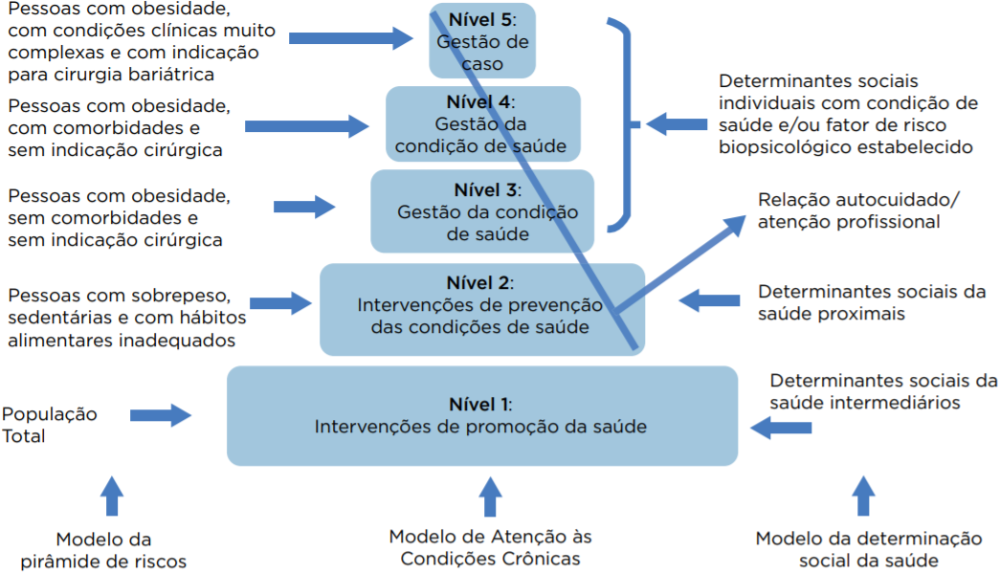 Pessoas com obesidade,
com condições clínicas muito
complexas e com indicação
para cirurgia bariátrica
Nível 5:
Gestão de
caso
Pessoas com obesidade,
com comorbidades e
sem indicação cirúrgica
Nível 4:
Gestão da
condição de saúde
Determinantes sociais
individuais com condição de
saúde e/ou fator de risco
biopsicológico estabelecido
Pessoas com obesidade,
sem comorbidades e
sem indicação cirúrgica
Nível 3:
Gestão da condição
de saúde
Relação autocuidado/
atenção profissional
Pessoas com sobrepeso,
sedentárias e com hábitos
alimentares inadequados
Nível 2:
Intervenções de prevenção
das condições de saúde
Determinantes sociais da
saúde proximais
População
Total
Nível 1:
Intervenções de promoção da saúde
Determinantes sociais da
saúde intermediários
Modelo da
pirâmide de riscos
Modelo de Atenção às
Condições Crônicas
Modelo da determinação
social da saúde